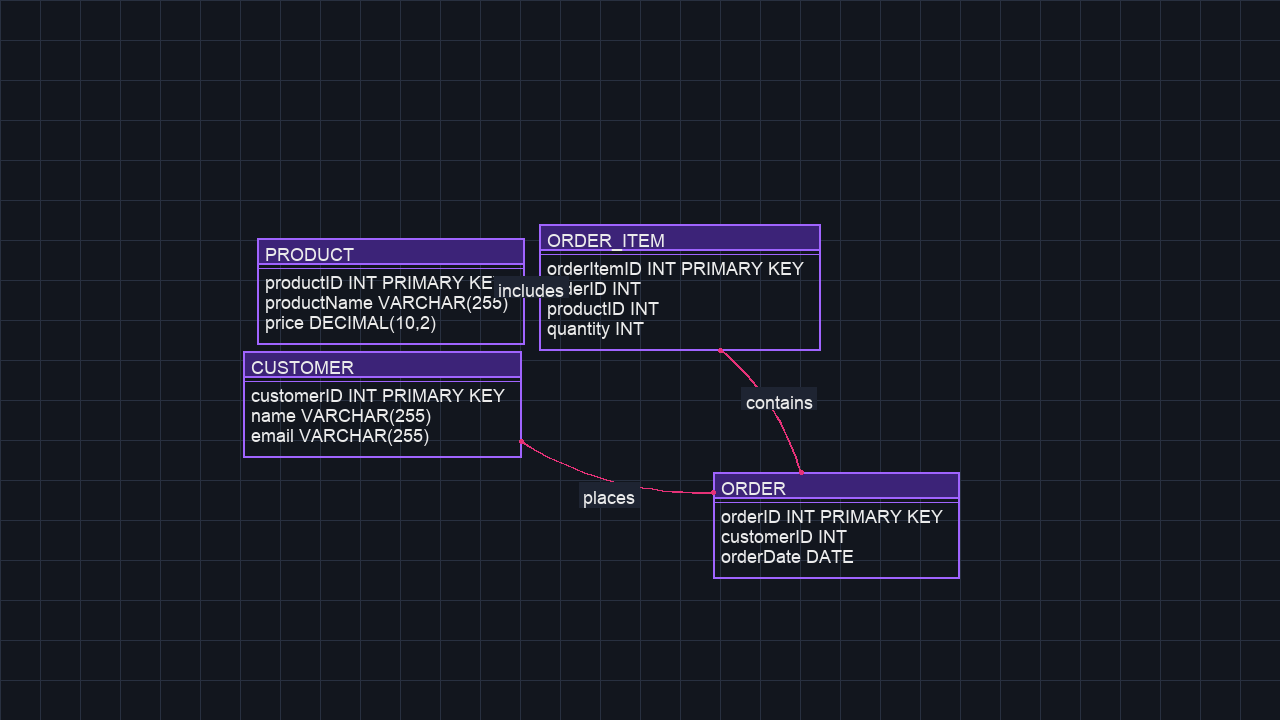 PRODUCT
productID INT PRIMARY KE
productName VARCHAR(255)
price DECIMAL(10,2)
includes
ORDER_ITEM
orderItemID INT PRIMARY KEY
derID INT
productID INT
quantity INT
CUSTOMER
customerID INT PRIMARY KEY
name VARCHAR(255)
email VARCHAR(255)
contains
places
ORDER
orderID INT PRIMARY KEY
customerID INT
orderDate DATE